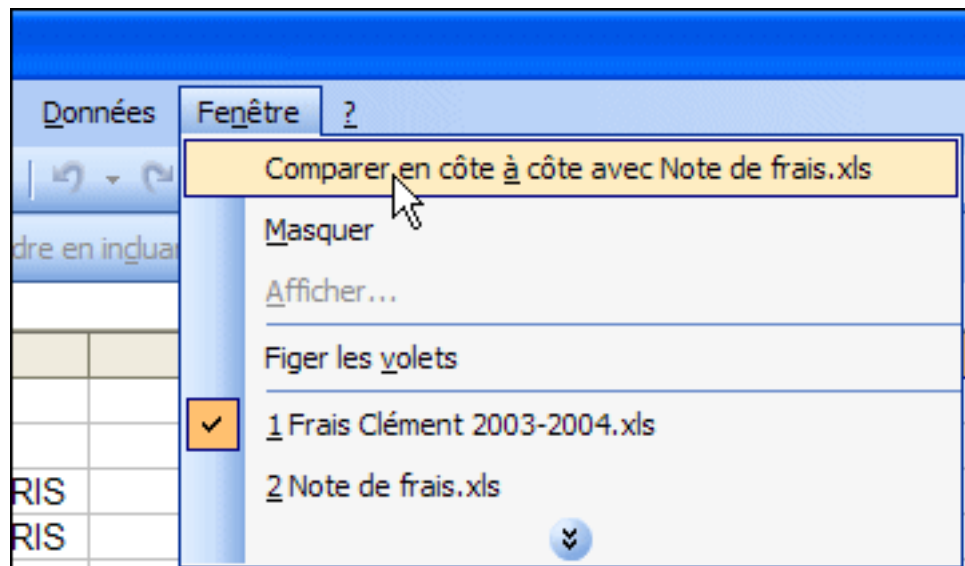 Données Fenêtre ?
Comparer en côte à côte avec Note de frais.xls
Masquer
dre en incluan
Afficher...
Figer les volets
1 Frais Clément 2003-2004.xls
2 Note de frais.xls
RIS
RIS